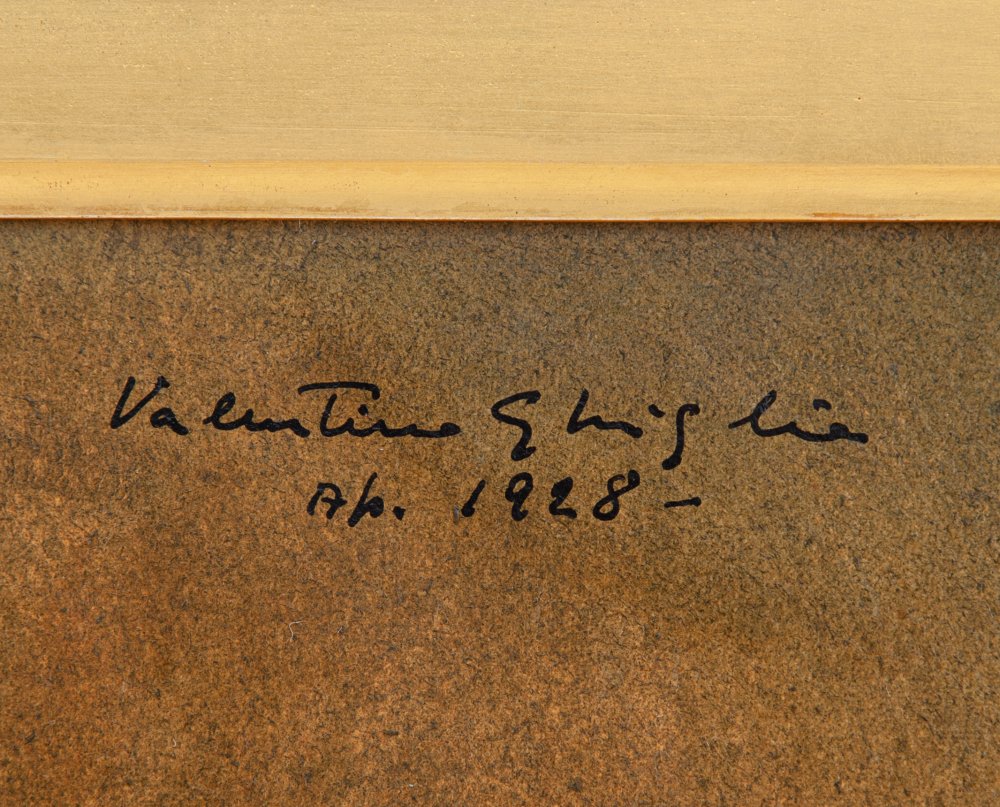 Valentino Ghiglia
Ap. 1928 -